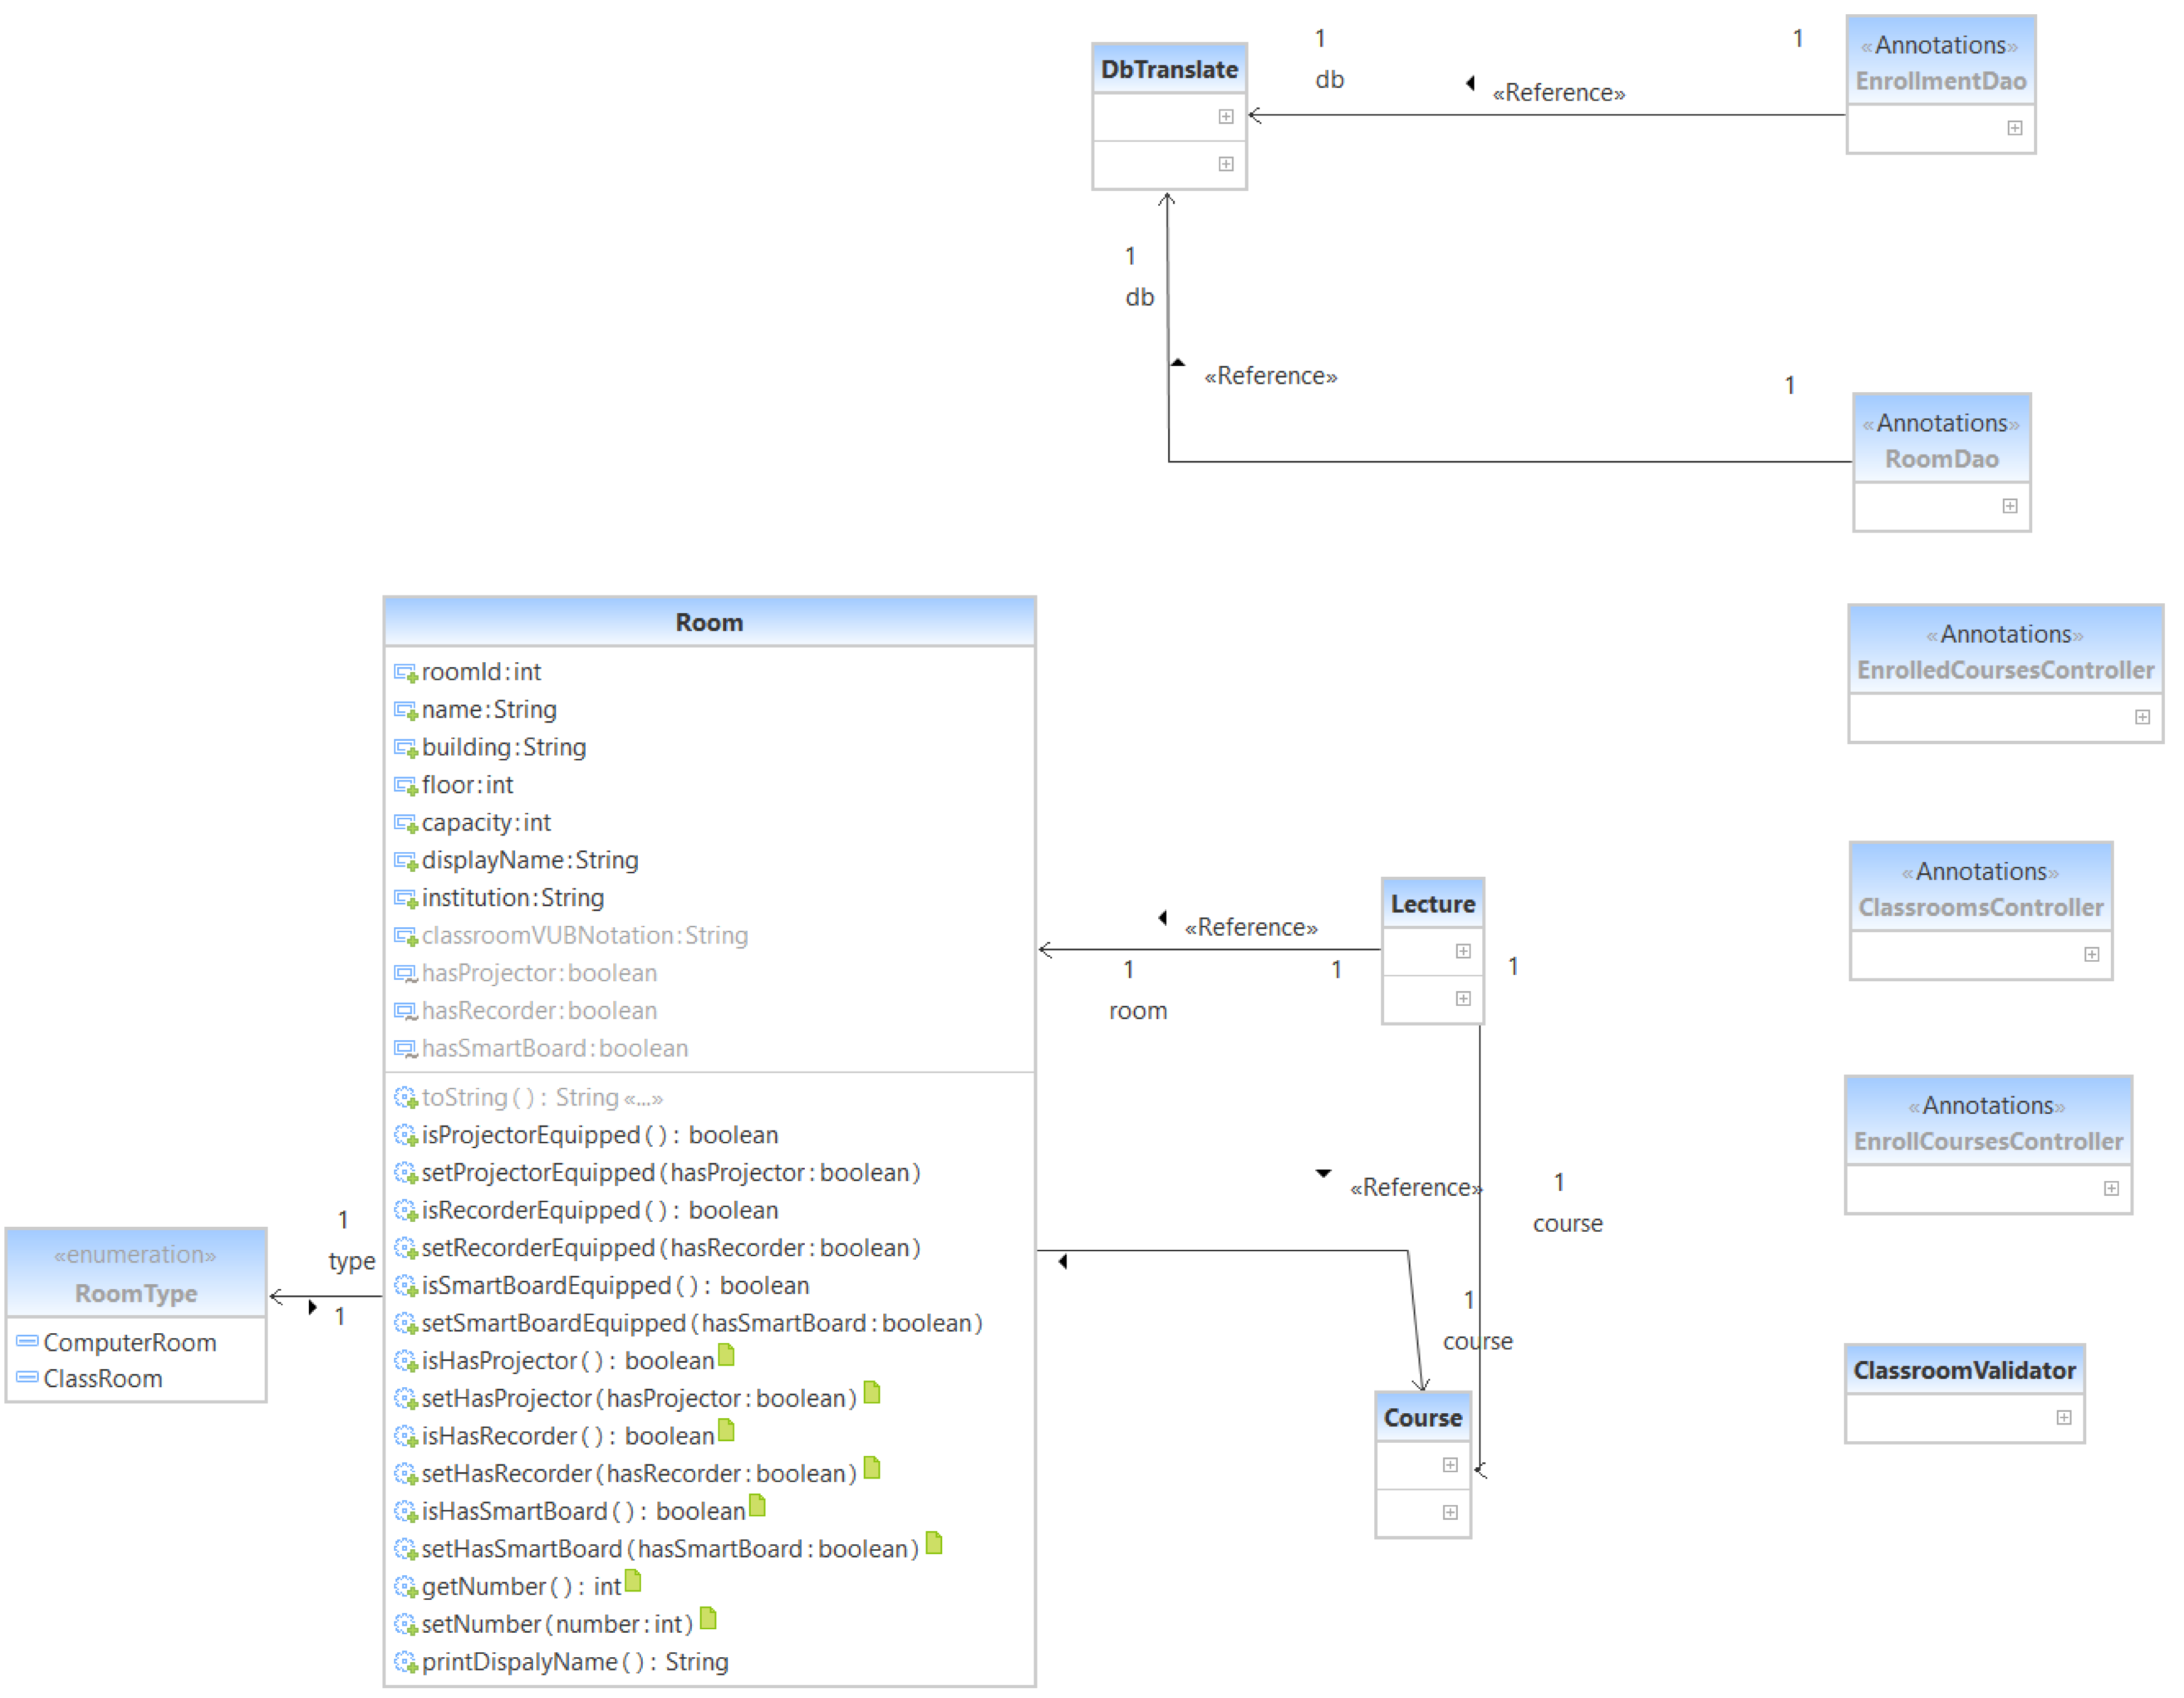 1
1
«Annotations»
EnrollmentDao
DbTranslate
db
«Reference»
1
db
«Reference»
1
«Annotations»
RoomDao
Room
roomId:int
name:String
building:String
floor:int
capacity:int
displayName:String
institution:String
classroomVUBNotation:String
hasProjector:boolean
hasRecorder:boolean
hasSmartBoard:boolean
toString(): String «...»
isProjectorEquipped(): boolean
setProjectorEquipped(hasProjector:boolean)
isRecorderEquipped(): boolean
setRecorderEquipped(hasRecorder:boolean)
isSmartBoardEquipped(): boolean
setSmartBoardEquipped(hasSmartBoard:boolean)
isHasProjector(): boolean
setHasProjector(hasProjector:boolean)
isHasRecorder(): boolean
setHasRecorder(hasRecorder:boolean)
isHasSmartBoard(): boolean
setHasSmartBoard(hasSmartBoard:boolean)
getNumber(): int
setNumber(number:int)
printDispalyName(): String
1
type
1
«enumeration»
RoomType
ComputerRoom
ClassRoom
Lecture
«Reference»
1
1
room
1
«Reference»
1
course
1
course
Course
«Annotations»
EnrolledCoursesController
«Annotations»
ClassroomsController
«Annotations»
EnrollCoursesController
ClassroomValidator